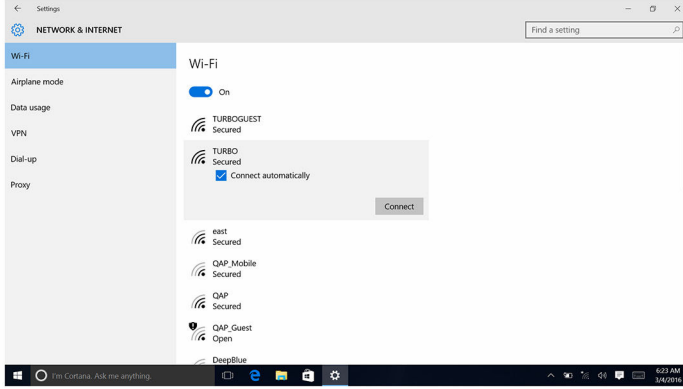 Settings
NETWORK & INTERNET
Find a setting
Wi-Fi
Airplane mode
Data usage
VPN
Dial-up
Proxy
Wi-Fi
On
TURBOGUEST
Secured
TURBO
Secured
Connect automatically
Connect
east
Secured
QAP_Mobile
Secured
QAP
Secured
QAP_Guest
Open
DeepBlue
I'm Cortana. Ask me anything.
6:23 AM
3/4/2016